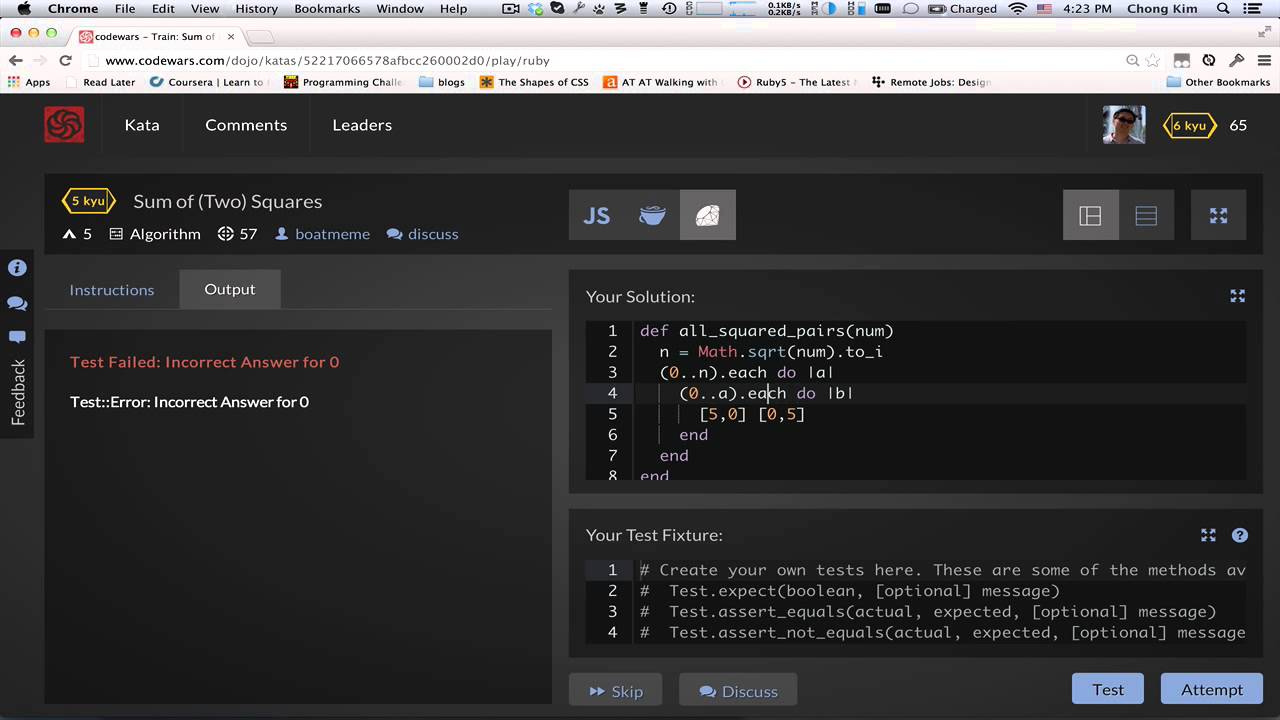 Chrome File Edit View History Bookmarks Window Help 0.1KB/s 0.2KB/s Charged 4:23 PM Chong Kim
codewars – Train: Sum of
www.codewars.com/dojo/katas/52217066578afbcc260002d0/play/ruby
Apps Read Later Coursera | Learn to Programming Challe blogs The Shapes of CSS AT AT Walking with Ruby5 - The Latest Remote Jobs: Design Other Bookmarks
Kata Comments Leaders 6 kyu 65
5 kyu Sum of (Two) Squares JS
5 Algorithm 57 boatmeme discuss
Feedback
Instructions Output
Test Failed: Incorrect Answer for 0
Test::Error: Incorrect Answer for 0
Your Solution:
1 def all_squared_pairs(num)
2 n = Math.sqrt(num).to_i
3 (0..n).each do |a|
4 (0..a).each do |b|
5 [5,0] [0,5]
6 end
7 end
8 end
Your Test Fixture:
1 # Create your own tests here. These are some of the methods av
2 # Test.expect(boolean, [optional] message)
3 # Test.assert_equals(actual, expected, [optional] message)
4 # Test.assert_not_equals(actual, expected, [optional] message
Skip Discuss Test Attempt